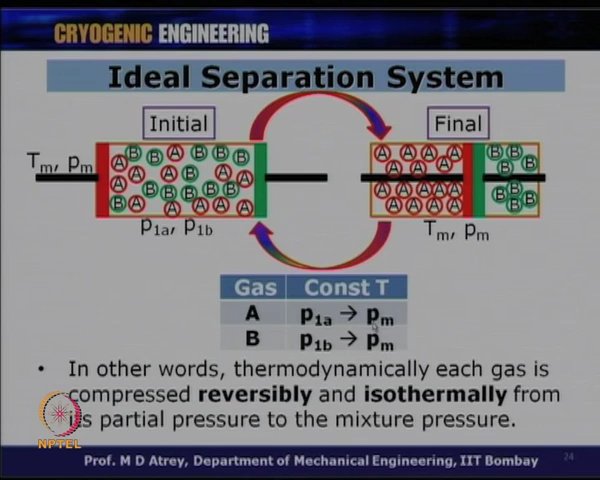 CRYOGENIC ENGINEERING
Ideal Separation System
Initial
Final
Tm, pm
p1a, p1b
Tm, pm
Gas Const T
A p1a → pm
B p1b → pm
• In other words, thermodynamically each gas is
compressed reversibly and isothermally from
its partial pressure to the mixture pressure.
NPTEL
Prof. M D Atrey, Department of Mechanical Engineering, IIT Bombay
24